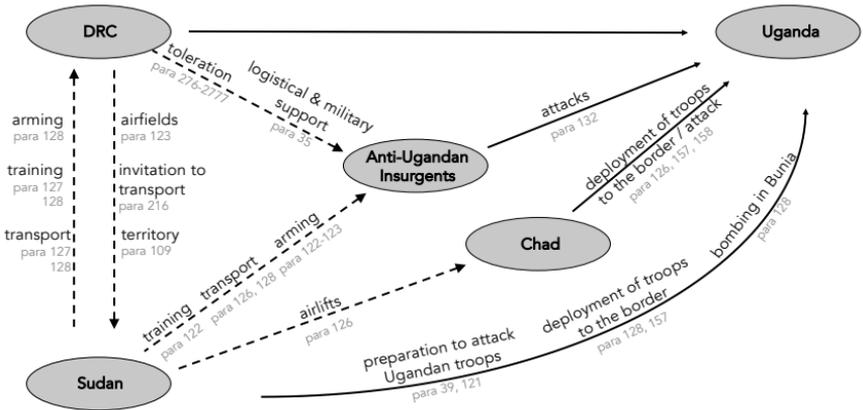 DRC
Uganda
toleration
para 276-2777
logistical & military
support
para 35
arming
para 128
training
para 127
128
transport
para 127
128
airfields
para 123
invitation to
transport
para 216
territory
para 109
Anti-Ugandan
Insurgents
attacks
para 132
deployment of troops
to the border / attack
para 126, 157, 158
Chad
training
para 122
transport
para 126, 128
arming
para 122-123
airlifts
para 126
Sudan
preparation to attack
Ugandan troops
para 39, 121
deployment of troops
to the border
para 128, 157
bombing in Bunia
para 128